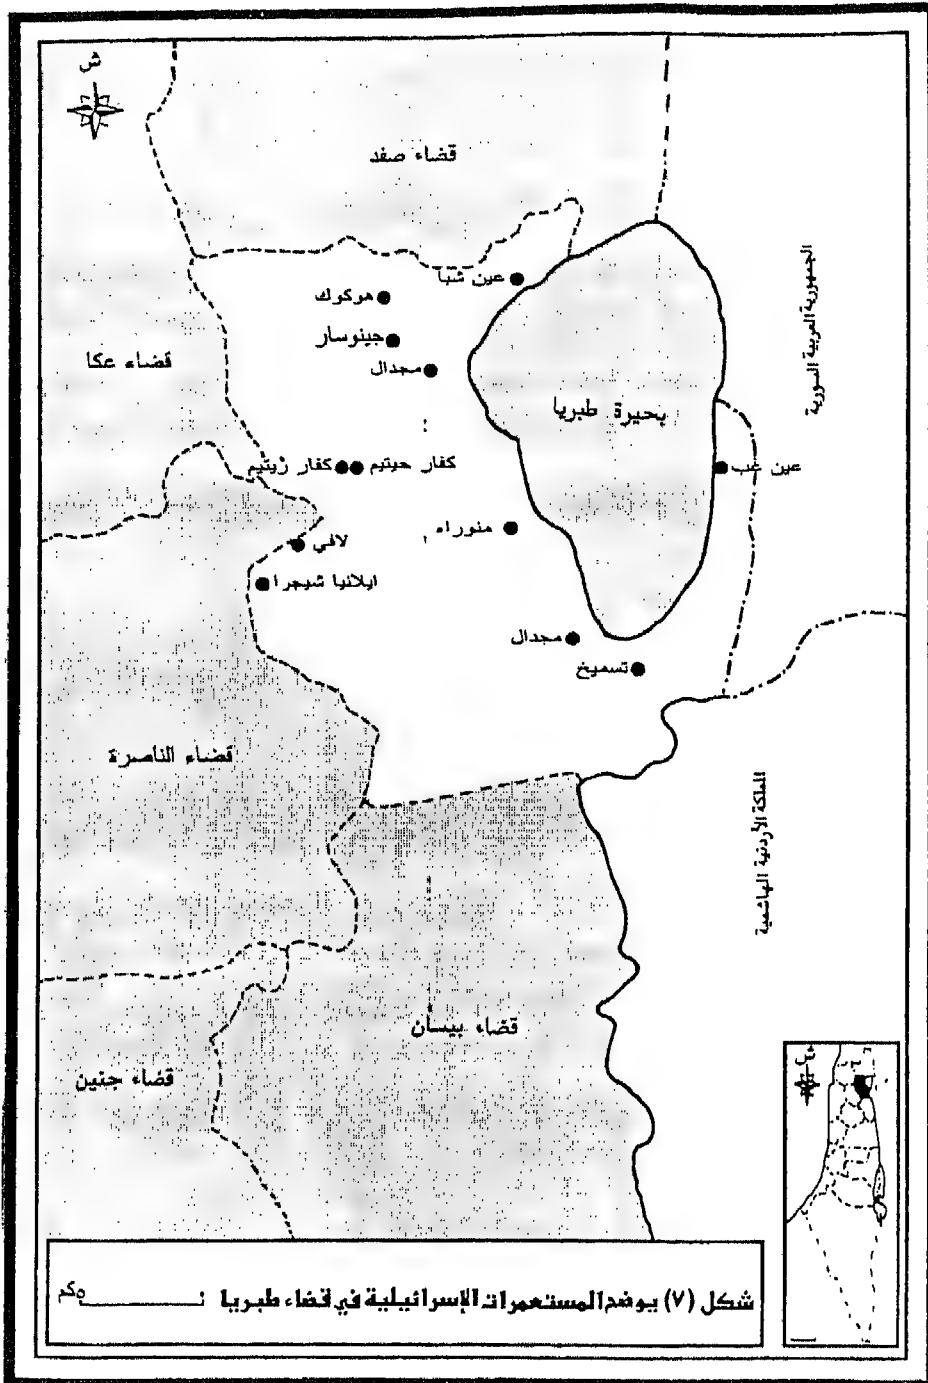 ش
قضاء صفد
عين شبا
هوكوك
جينوسار
مجدال
قضاء عكا
بحيرة طبريا
الجمهورية العربية السورية
كفار حيتيم
كفار زيتيم
عين غب
منوراه
لافي
ايلانيا شيجرا
مجدال
تسميخ
قضاء الناصرة
المملكة الأردنية الهاشمية
قضاء بيسان
قضاء جنين
شكل (٧) يوضح المستعمرات الإسرائيلية في قضاء طبريا
٥كم